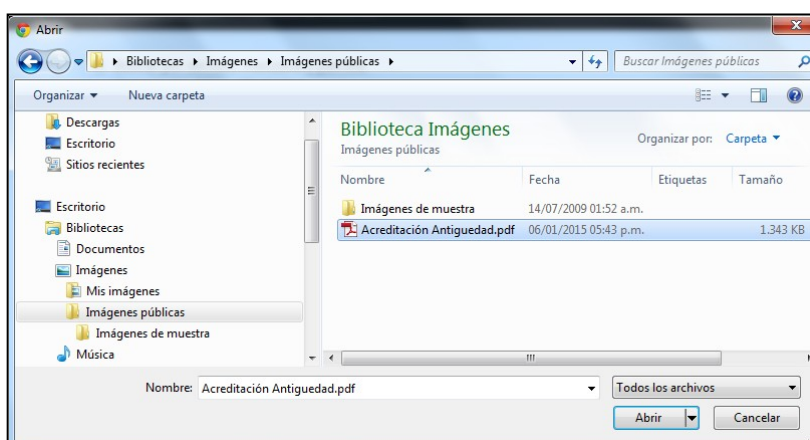 Abrir
Bibliotecas Imágenes Imágenes públicas
Buscar Imágenes públicas
Organizar Nueva carpeta
Descargas
Escritorio
Sitios recientes
Escritorio
Bibliotecas
Documentos
Imágenes
Mis imágenes
Imágenes públicas
Imágenes de muestra
Música
Biblioteca Imágenes
Imágenes públicas
Organizar por: Carpeta
Nombre Fecha Etiquetas Tamaño
Imágenes de muestra 14/07/2009 01:52 a.m.
Acreditación Antiguedad.pdf 06/01/2015 05:43 p.m. 1.343 KB
Nombre: Acreditación Antiguedad.pdf
Todos los archivos
Abrir Cancelar